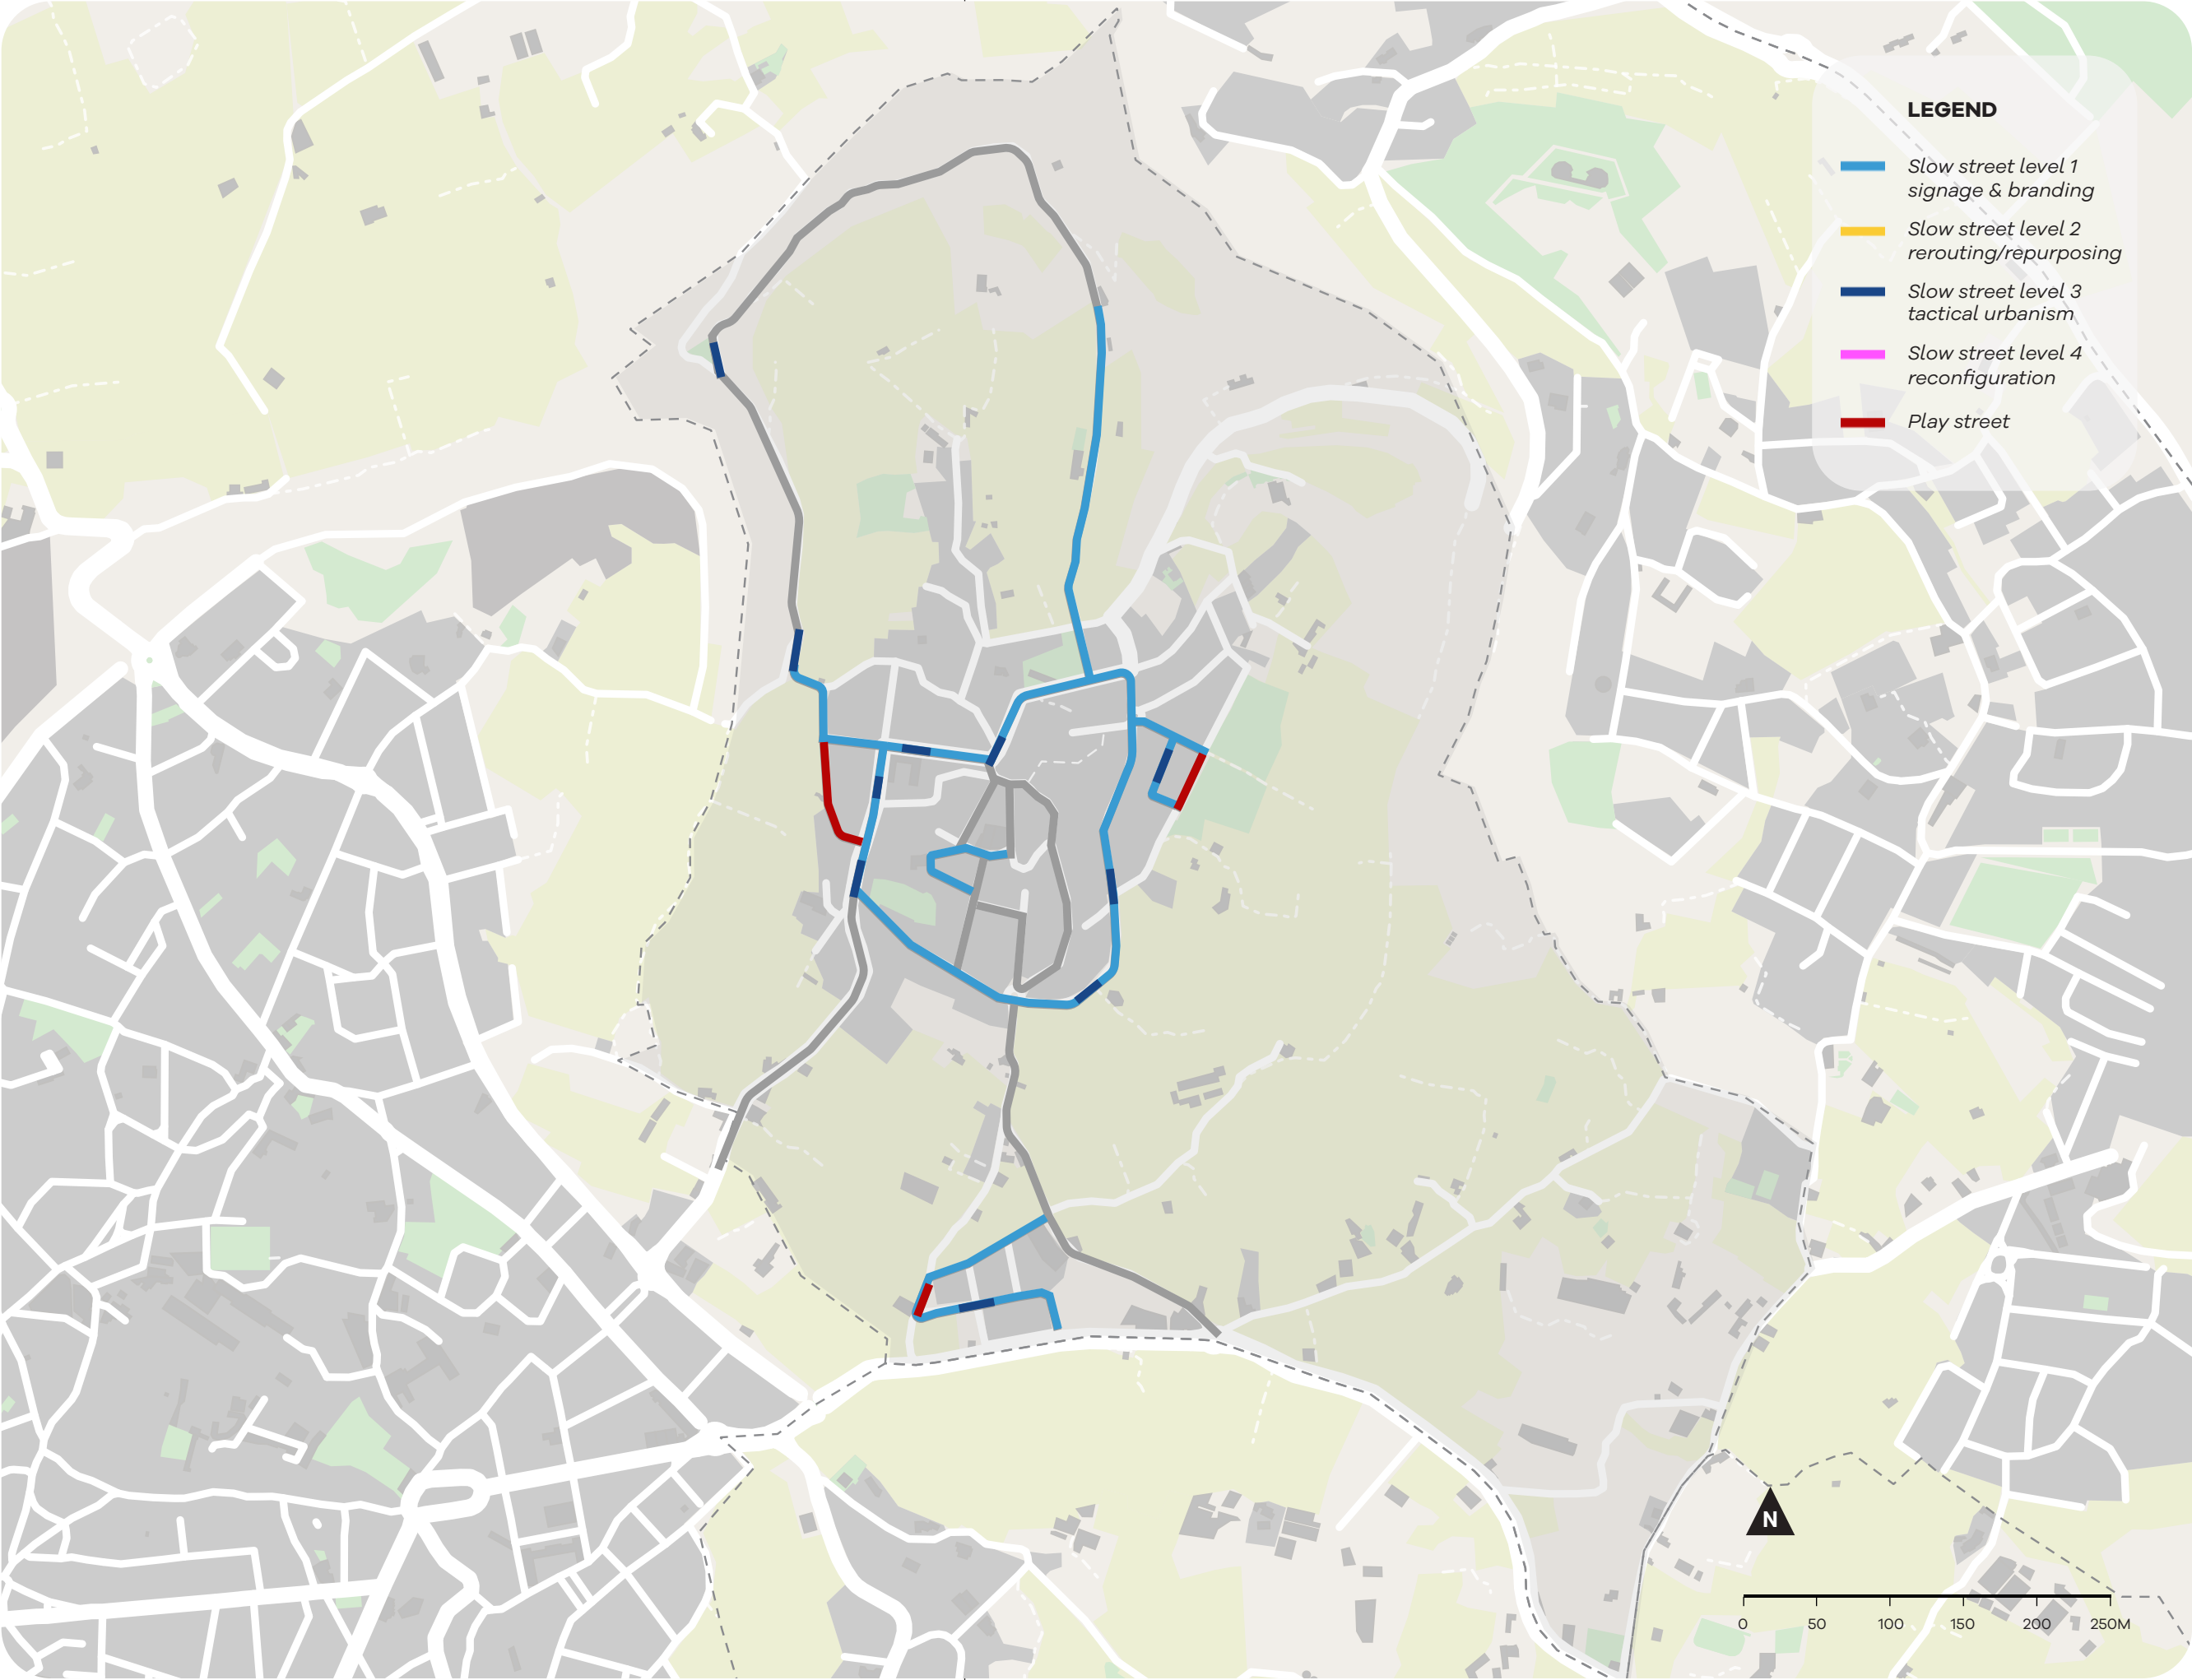 LEGEND
Slow street level 1
signage & branding
Slow street level 2
rerouting/repurposing
Slow street level 3
tactical urbanism
Slow street level 4
reconfiguration
Play street
N
0 50 100 150 200 250M